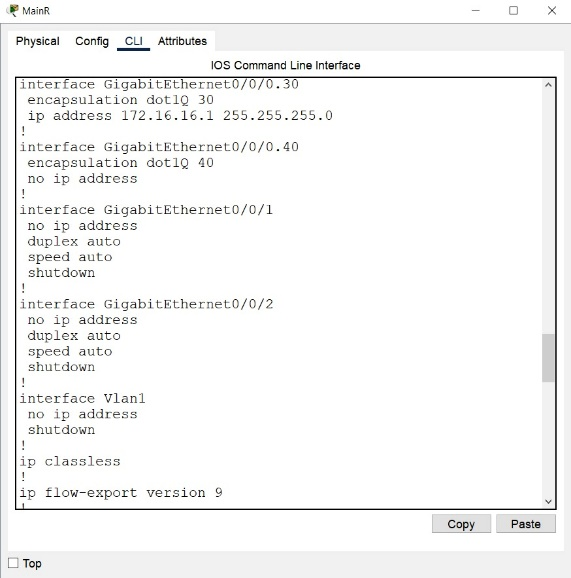 MainR
Physical Config CLI Attributes
IOS Command Line Interface
interface GigabitEthernet0/0/0.30
encapsulation dot1Q 30
ip address 172.16.16.1 255.255.255.0
!
interface GigabitEthernet0/0/0.40
encapsulation dot1Q 40
no ip address
!
interface GigabitEthernet0/0/1
no ip address
duplex auto
speed auto
shutdown
!
interface GigabitEthernet0/0/2
no ip address
duplex auto
speed auto
shutdown
!
interface Vlan1
no ip address
shutdown
!
ip classless
!
ip flow-export version 9
!
Copy Paste
Top